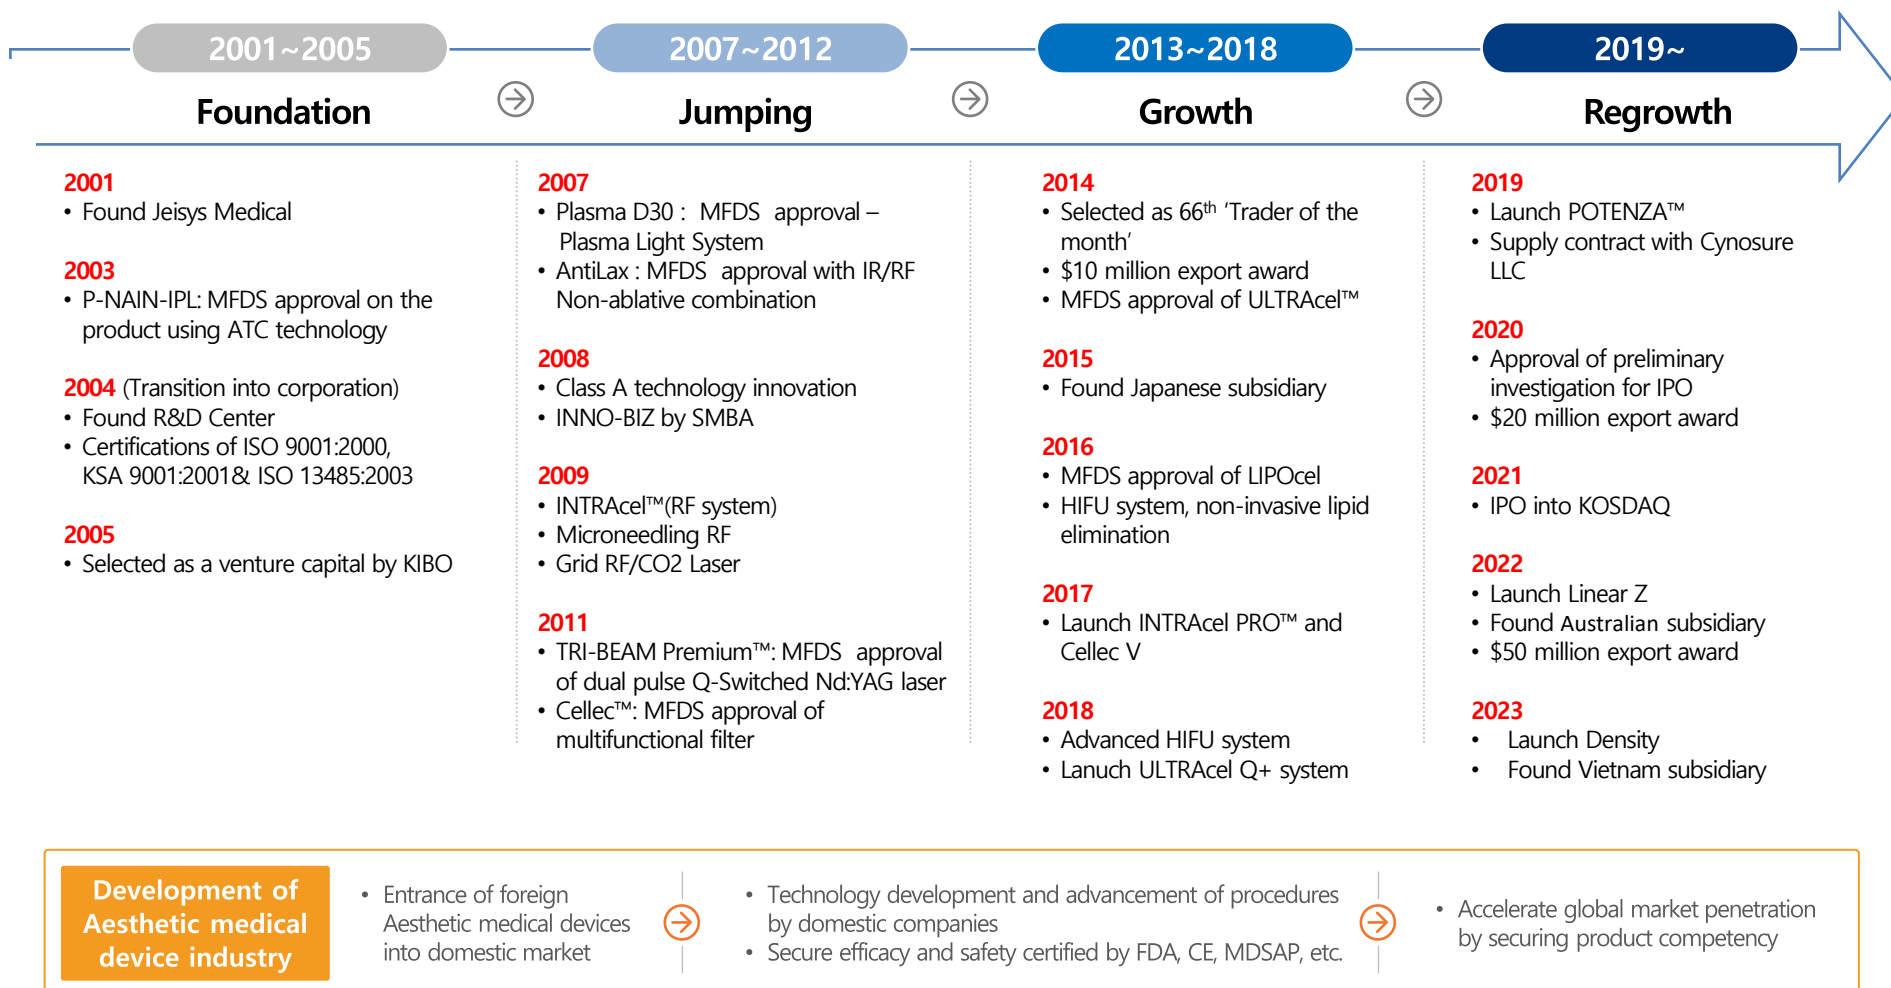 2001~2005
Foundation
2001
• Found Jeisys Medical
2003
• P-NAIN-IPL: MFDS approval on the
product using ATC technology
2004 (Transition into corporation)
• Found R&D Center
• Certifications of ISO 9001:2000,
KSA 9001:2001& ISO 13485:2003
2005
• Selected as a venture capital by KIBO
2007~2012
Jumping
2007
• Plasma D30 : MFDS approval –
Plasma Light System
• AntiLax : MFDS approval with IR/RF
Non-ablative combination
2008
• Class A technology innovation
• INNO-BIZ by SMBA
2009
• INTRAcel™(RF system)
• Microneedling RF
• Grid RF/CO2 Laser
2011
• TRI-BEAM Premium™: MFDS approval
of dual pulse Q-Switched Nd:YAG laser
• Cellec™: MFDS approval of
multifunctional filter
2013~2018
Growth
2014
• Selected as 66th ‘Trader of the
month’
• $10 million export award
• MFDS approval of ULTRAcel™
2015
• Found Japanese subsidiary
2016
• MFDS approval of LIPOcel
• HIFU system, non-invasive lipid
elimination
2017
• Launch INTRAcel PRO™ and
Cellec V
2018
• Advanced HIFU system
• Lanuch ULTRAcel Q+ system
2019~
Regrowth
2019
• Launch POTENZA™
• Supply contract with Cynosure
LLC
2020
• Approval of preliminary
investigation for IPO
• $20 million export award
2021
• IPO into KOSDAQ
2022
• Launch Linear Z
• Found Australian subsidiary
• $50 million export award
2023
• Launch Density
• Found Vietnam subsidiary
Development of
Aesthetic medical
device industry
• Entrance of foreign
Aesthetic medical devices
into domestic market
• Technology development and advancement of procedures
by domestic companies
• Secure efficacy and safety certified by FDA, CE, MDSAP, etc.
• Accelerate global market penetration
by securing product competency